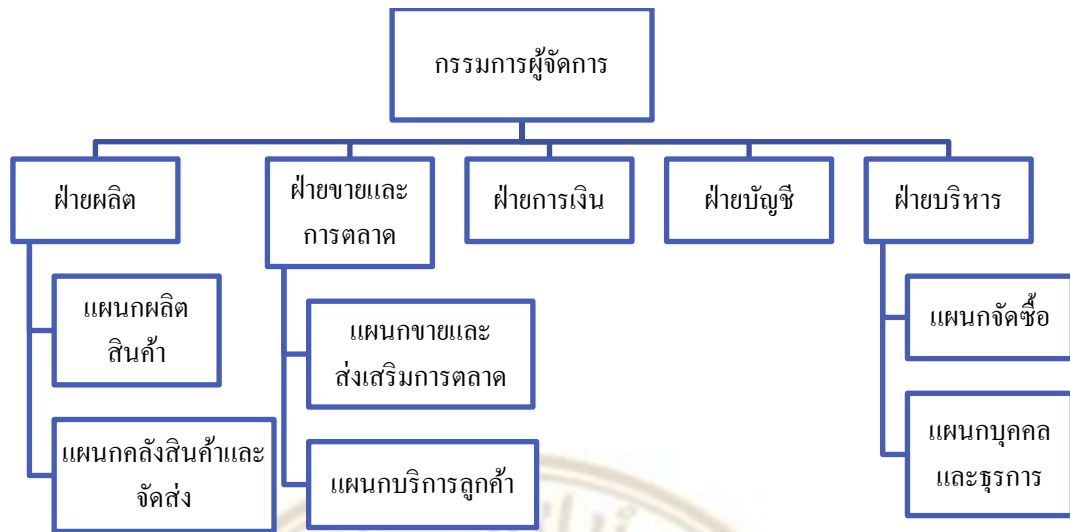 กรรมการผู้จัดการ
ฝ่ายผลิต
ฝ่ายขายและ
การตลาด
ฝ่ายการเงิน
ฝ่ายบัญชี
ฝ่ายบริหาร
แผนกผลิต
สินค้า
แผนกคลังสินค้าและ
จัดส่ง
แผนกขายและ
ส่งเสริมการตลาด
แผนกบริการลูกค้า
แผนกจัดซื้อ
แผนกบุคคล
และธุรการ